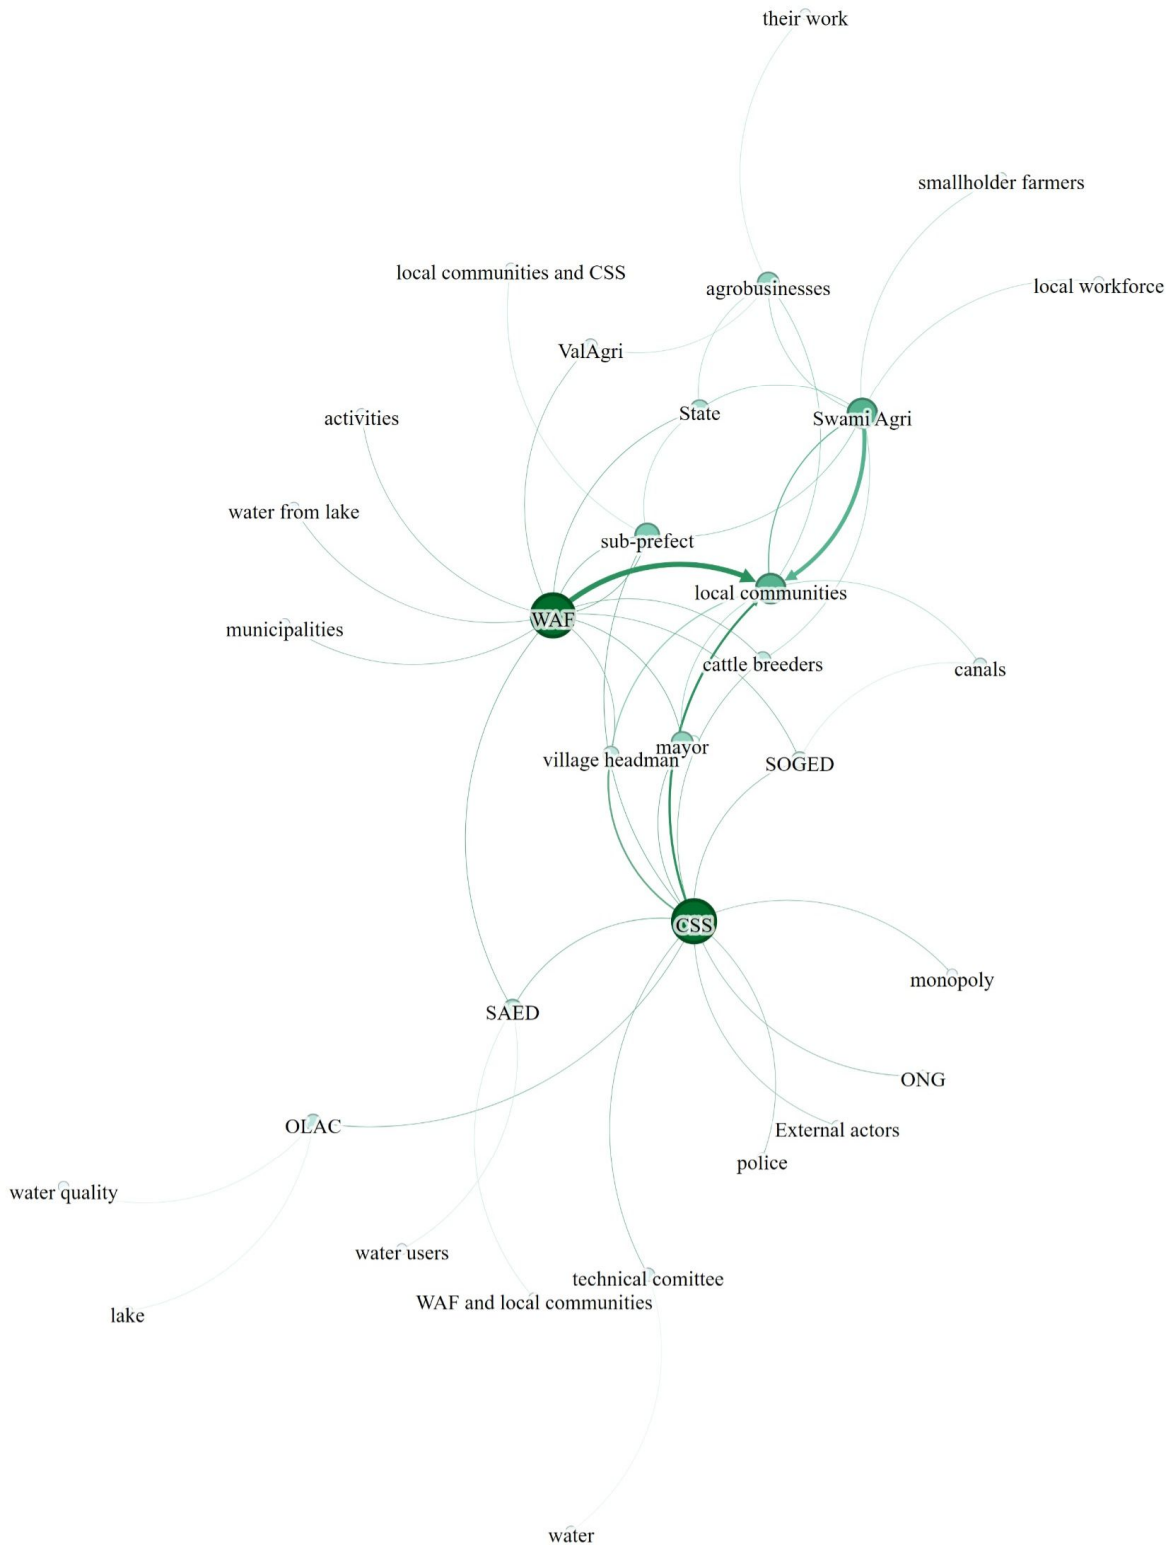 their work
smallholder farmers
local communities and CSS
agrobusinesses
local workforce
ValAgri
activities
State
Swami Agri
water from lake
sub-prefect
local communities
WAF
municipalities
cattle breeders
canals
mayor
village headman
SOGED
CSS
monopoly
SAED
ONG
OLAC
External actors
police
water quality
water users
technical comittee
WAF and local communities
lake
water